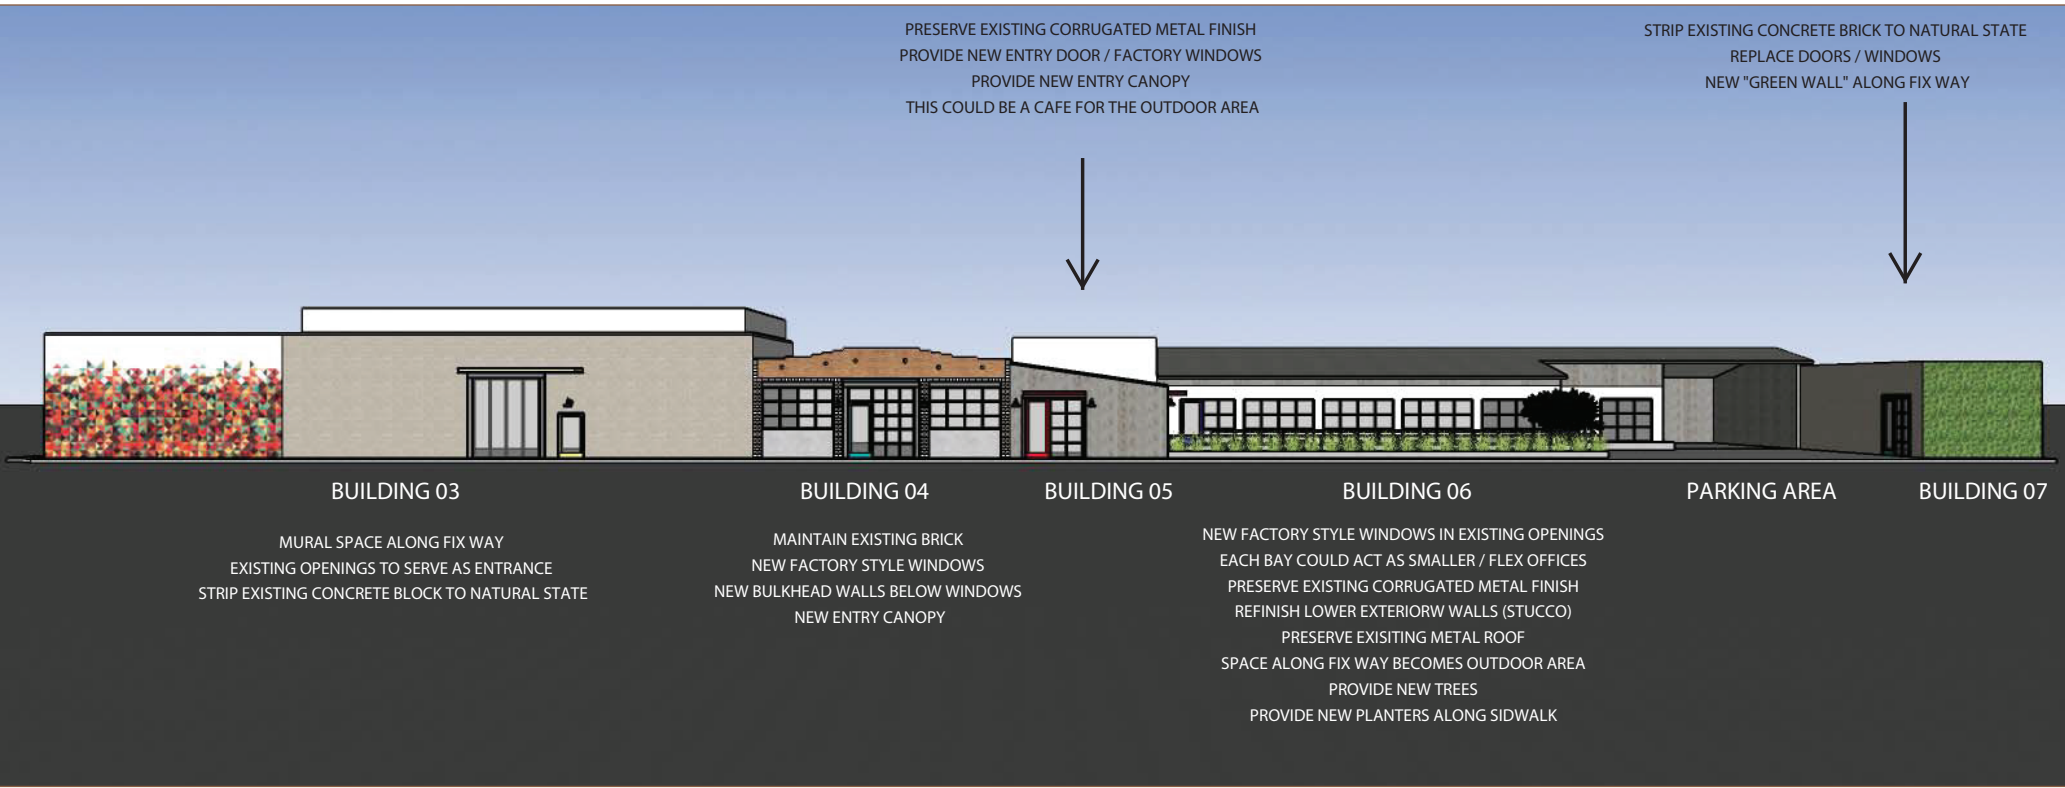 PRESERVE EXISTING CORRUGATED METAL FINISH
PROVIDE NEW ENTRY DOOR / FACTORY WINDOWS
PROVIDE NEW ENTRY CANOPY
THIS COULD BE A CAFE FOR THE OUTDOOR AREA
STRIP EXISTING CONCRETE BRICK TO NATURAL STATE
REPLACE DOORS / WINDOWS
NEW "GREEN WALL" ALONG FIX WAY
BUILDING 03
MURAL SPACE ALONG FIX WAY
EXISTING OPENINGS TO SERVE AS ENTRANCE
STRIP EXISTING CONCRETE BLOCK TO NATURAL STATE
BUILDING 04
MAINTAIN EXISTING BRICK
NEW FACTORY STYLE WINDOWS
NEW BULKHEAD WALLS BELOW WINDOWS
NEW ENTRY CANOPY
BUILDING 05
BUILDING 06
NEW FACTORY STYLE WINDOWS IN EXISTING OPENINGS
EACH BAY COULD ACT AS SMALLER / FLEX OFFICES
PRESERVE EXISTING CORRUGATED METAL FINISH
REFINISH LOWER EXTERIORW WALLS (STUCCO)
PRESERVE EXISITING METAL ROOF
SPACE ALONG FIX WAY BECOMES OUTDOOR AREA
PROVIDE NEW TREES
PROVIDE NEW PLANTERS ALONG SIDWALK
PARKING AREA
BUILDING 07